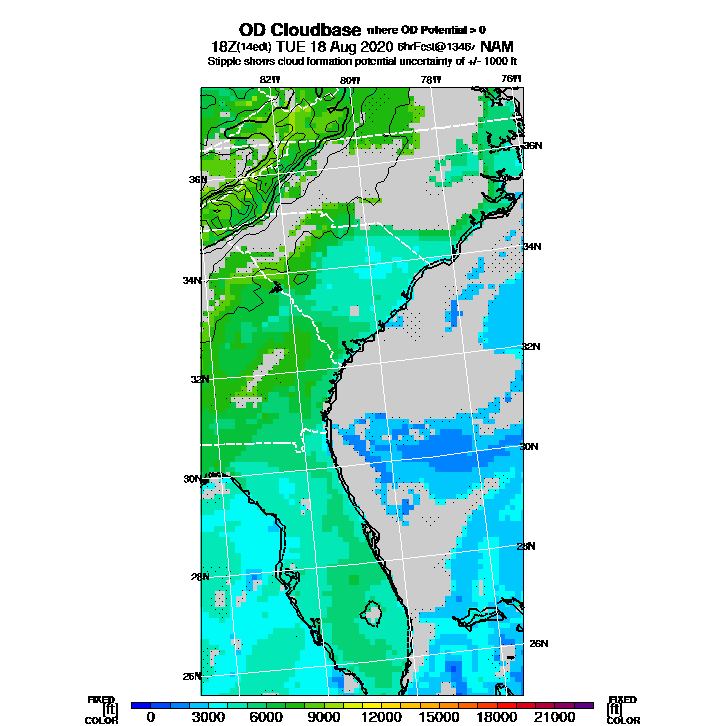 OD Cloudbase where OD Potential > 0
18Z(14edt) TUE 18 Aug 2020 6hrFcst@1346z NAM
Stipple shows cloud formation potential uncertainty of +/- 1000 ft
82W 80W 78W 76W
36N 36N
34N 34N
32N 32N
30N 30N
28N 28N
26N 26N
FIXED FIXED
[ft] [ft]
COLOR 0 3000 6000 9000 12000 15000 18000 21000 COLOR